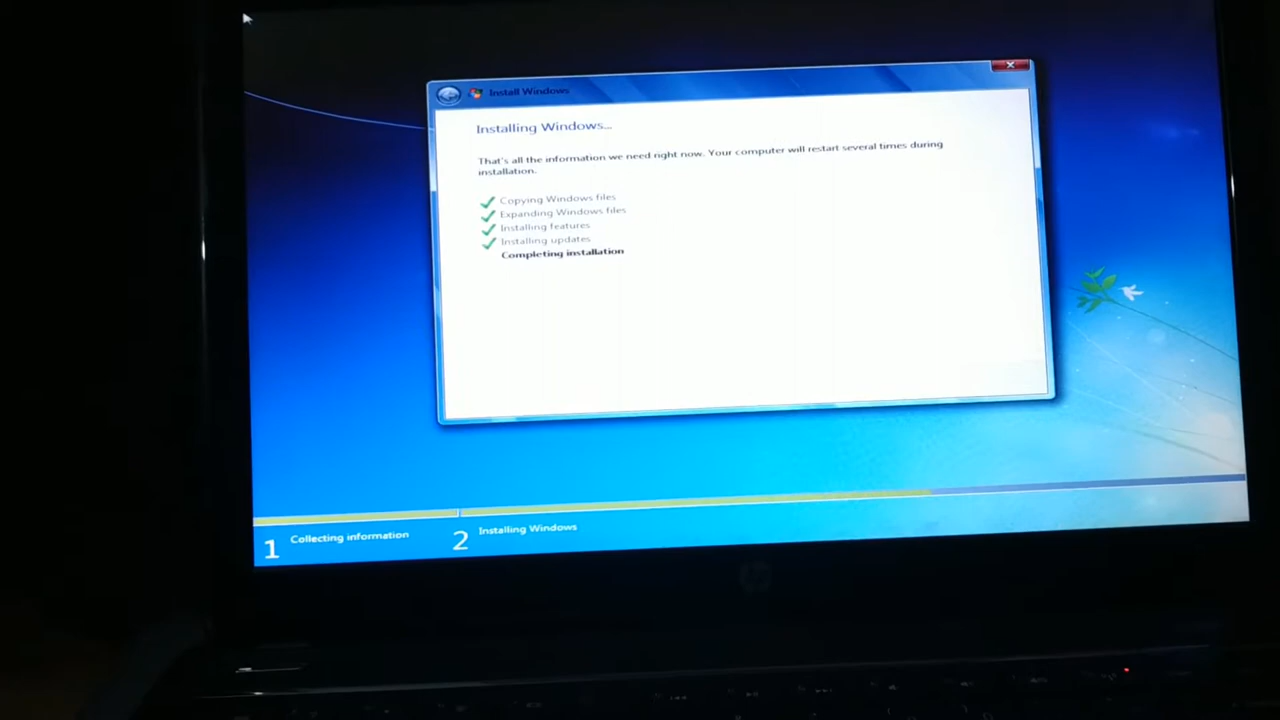 Install Windows
Installing Windows...
That's all the information we need right now. Your computer will restart several times during
installation.
Copying Windows files
Expanding Windows files
Installing features
Installing updates
Completing installation
1 Collecting information
2 Installing Windows
hp